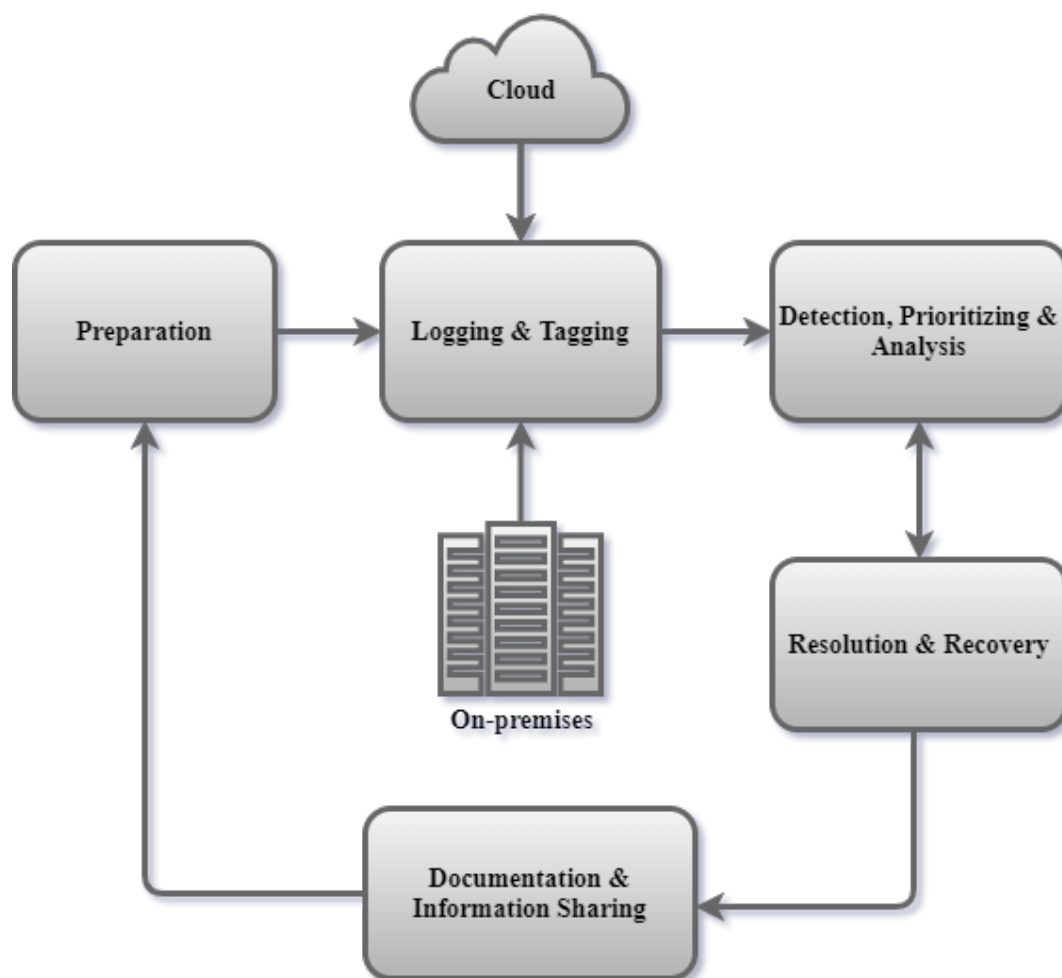 Cloud
Preparation
Logging & Tagging
Detection, Prioritizing &
Analysis
On-premises
Resolution & Recovery
Documentation &
Information Sharing